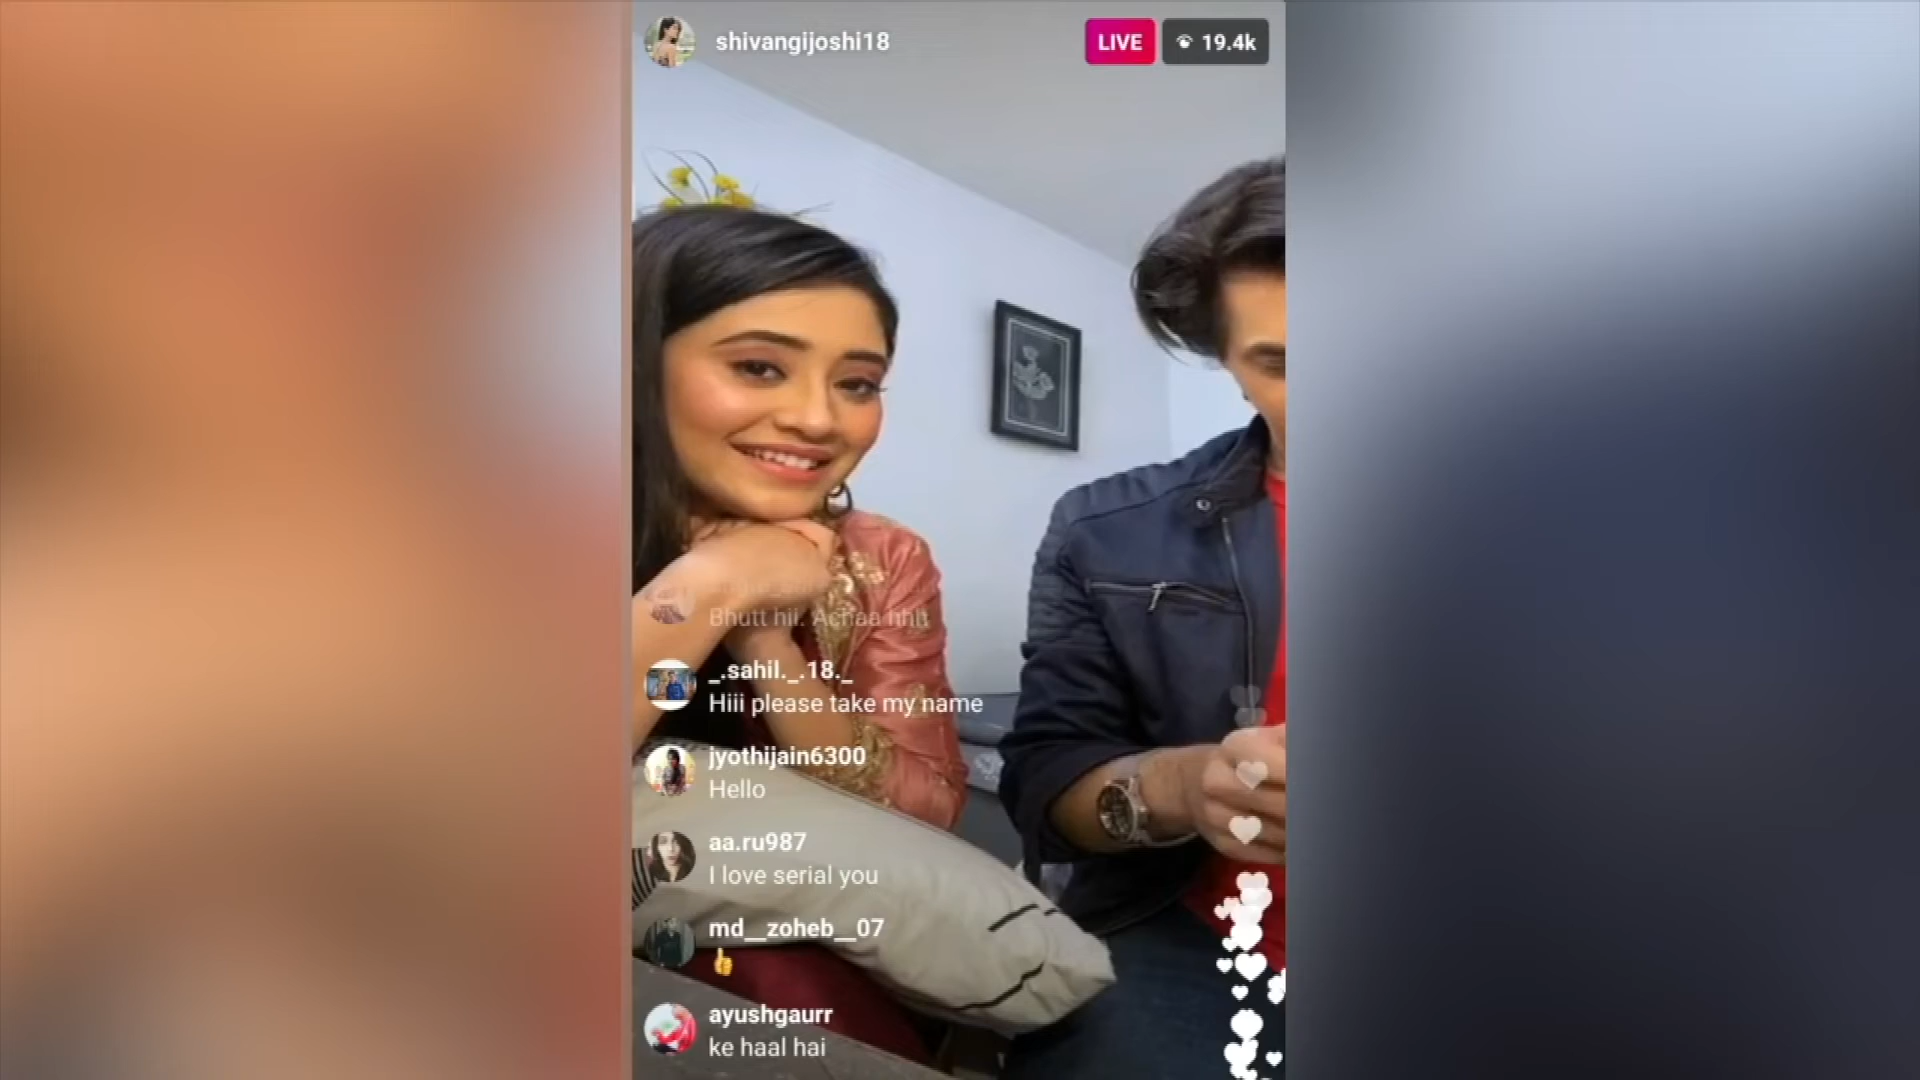 shivangijoshi18
LIVE
19.4k
Bhutt hii. Achaa hhh
_.sahil._.18._
Hiii please take my name
jyothijain6300
Hello
aa.ru987
I love serial you
md__zoheb__07
👍
ayushgaurr
ke haal hai